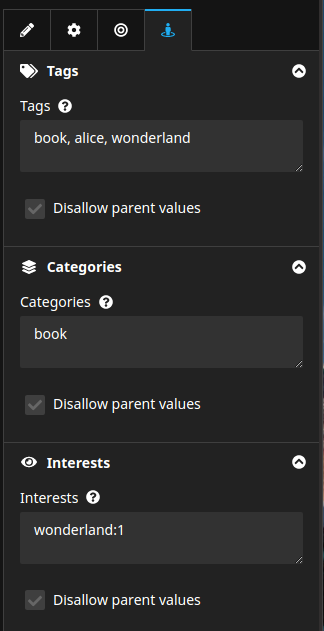 Tags
Tags
book, alice, wonderland
Disallow parent values
Categories
Categories
book
Disallow parent values
Interests
Interests
wonderland:1
Disallow parent values